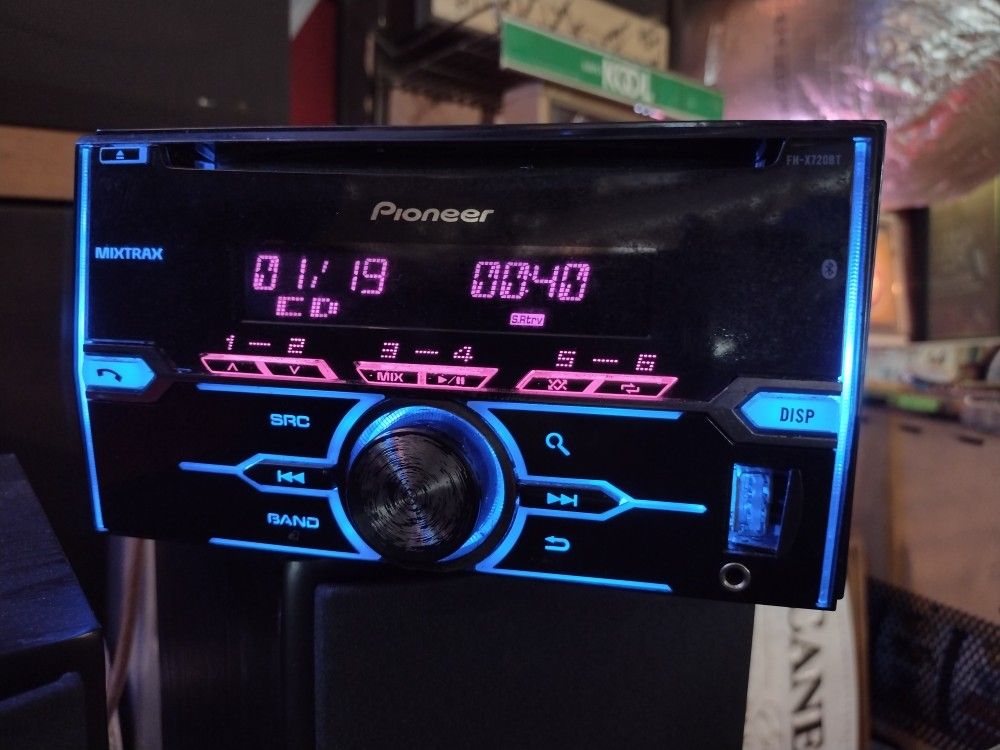 KOOL
FH-X720BT
Pioneer
MIXTRAX
01/19 0040
CD
S.Rtrv
1 — 2 3 — 4 5 — 6
MIX
SRC
DISP
BAND
CANE